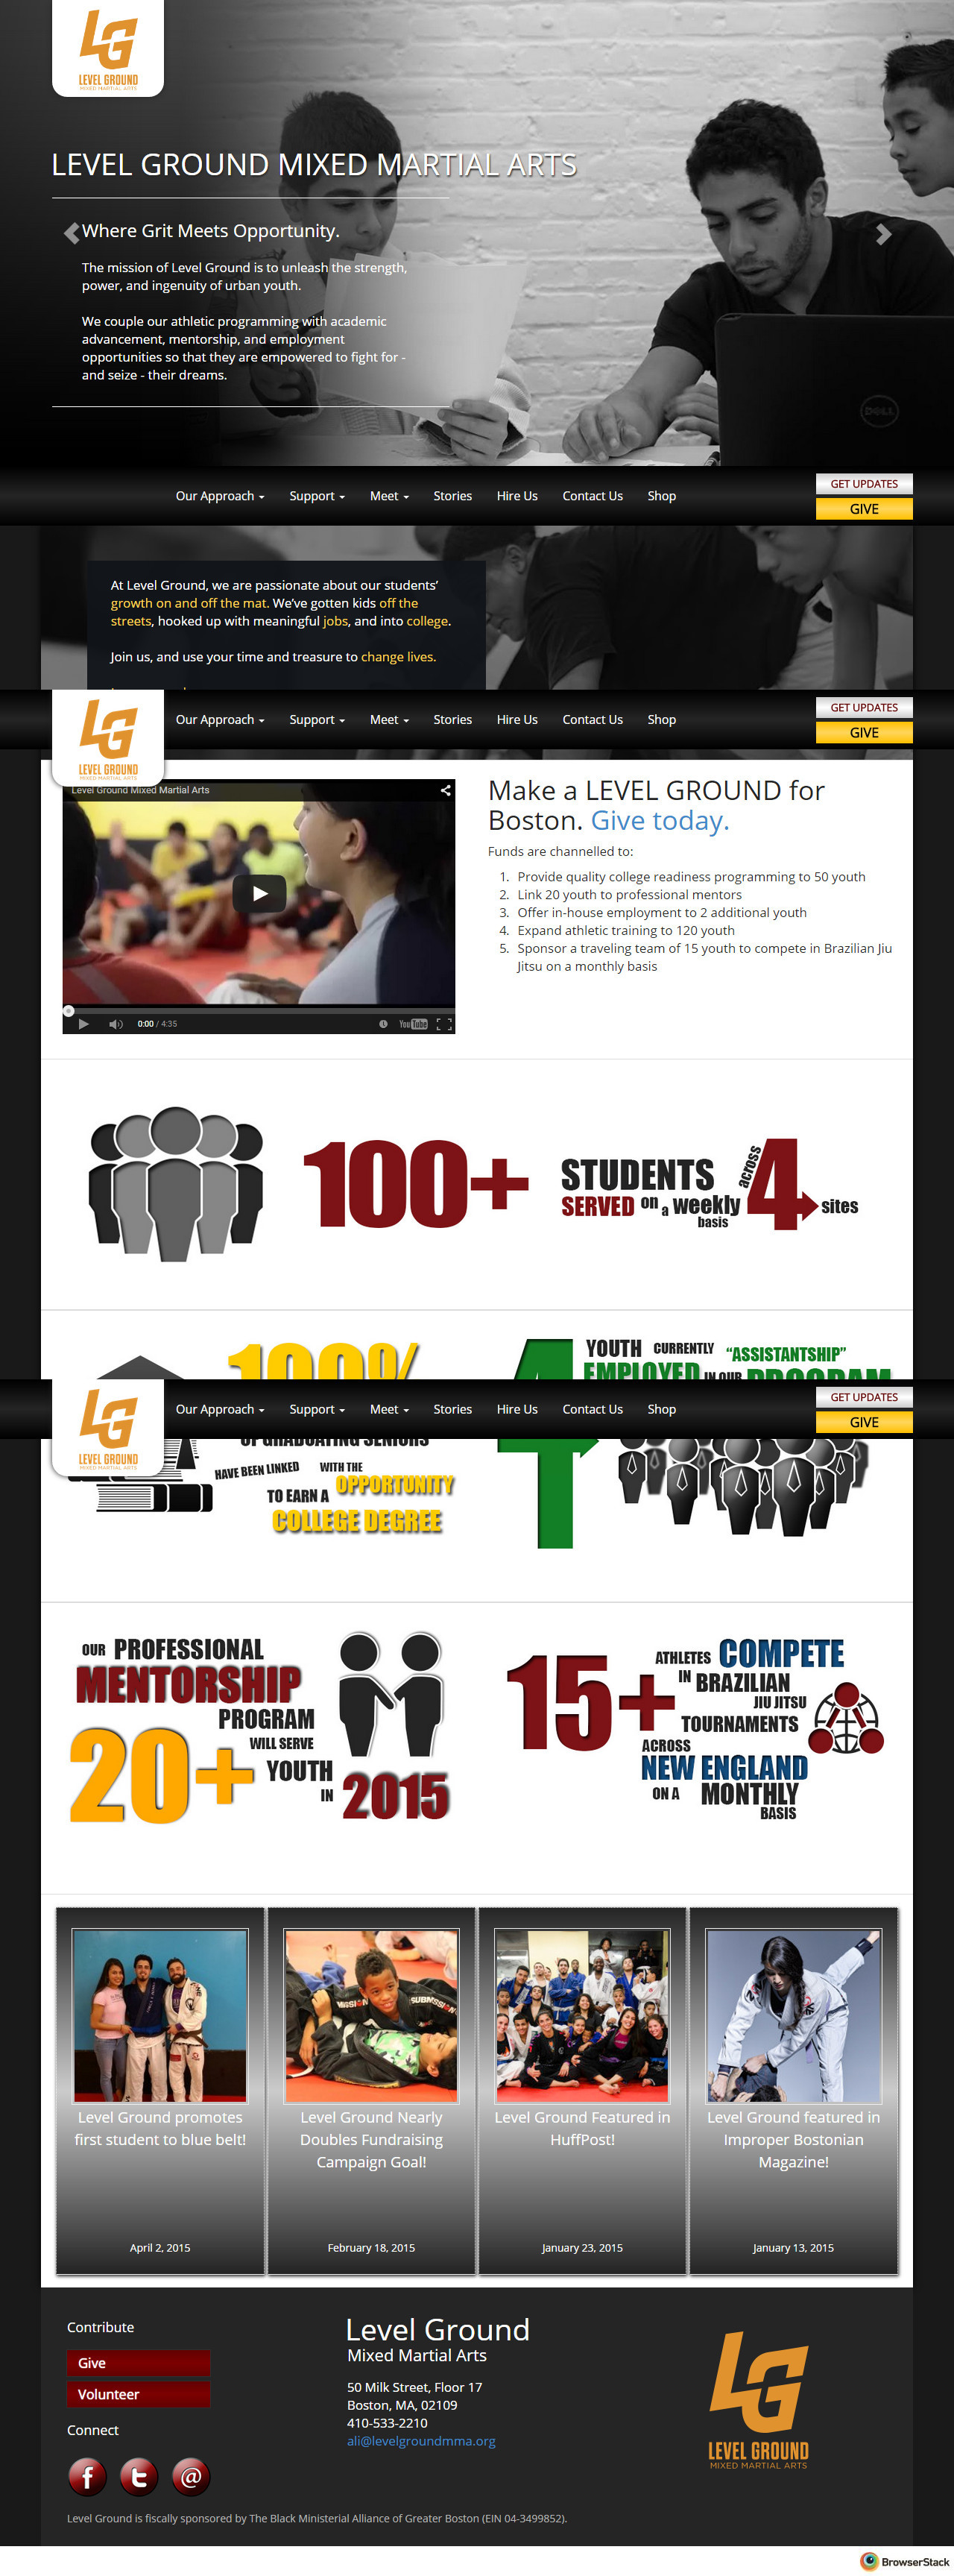 LG
LEVEL GROUND
MIXED MARTIAL ARTS
LEVEL GROUND MIXED MARTIAL ARTS
Where Grit Meets Opportunity.
The mission of Level Ground is to unleash the strength,
power, and ingenuity of urban youth.
We couple our athletic programming with academic
advancement, mentorship, and employment
opportunities so that they are empowered to fight for -
and seize - their dreams.
DELL
Our Approach Support Meet Stories Hire Us Contact Us Shop
GET UPDATES
GIVE
At Level Ground, we are passionate about our students’
growth on and off the mat. We’ve gotten kids off the
streets, hooked up with meaningful jobs, and into college.
Join us, and use your time and treasure to change lives.
LG
LEVEL GROUND
MIXED MARTIAL ARTS
Our Approach Support Meet Stories Hire Us Contact Us Shop
GET UPDATES
GIVE
Level Ground Mixed Martial Arts
0:00 / 4:35
YouTube
Make a LEVEL GROUND for
Boston. Give today.
Funds are channelled to:
1. Provide quality college readiness programming to 50 youth
2. Link 20 youth to professional mentors
3. Offer in-house employment to 2 additional youth
4. Expand athletic training to 120 youth
5. Sponsor a traveling team of 15 youth to compete in Brazilian Jiu
Jitsu on a monthly basis
100+ STUDENTS
SERVED on a weekly
basis
across 4 sites
100%
4 YOUTH CURRENTLY "ASSISTANTSHIP"
EMPLOYED IN OUR PROGRAM
LG
LEVEL GROUND
MIXED MARTIAL ARTS
Our Approach Support Meet Stories Hire Us Contact Us Shop
GET UPDATES
GIVE
OF GRADUATING SENIORS
HAVE BEEN LINKED WITH THE
TO EARN A OPPORTUNITY
COLLEGE DEGREE
OUR PROFESSIONAL
MENTORSHIP
PROGRAM
WILL SERVE
20+ YOUTH
IN 2015
15+ ATHLETES COMPETE
IN BRAZILIAN
JIU JITSU
TOURNAMENTS
ACROSS
NEW ENGLAND
ON A MONTHLY
BASIS
MISSION
SUBMISSION
Level Ground promotes
first student to blue belt!
April 2, 2015
Level Ground Nearly
Doubles Fundraising
Campaign Goal!
February 18, 2015
Level Ground Featured in
HuffPost!
January 23, 2015
Level Ground featured in
Improper Bostonian
Magazine!
January 13, 2015
Contribute
Give
Volunteer
Connect
f t @
Level Ground
Mixed Martial Arts
50 Milk Street, Floor 17
Boston, MA, 02109
410-533-2210
ali@levelgroundmma.org
LG
LEVEL GROUND
MIXED MARTIAL ARTS
Level Ground is fiscally sponsored by The Black Ministerial Alliance of Greater Boston (EIN 04-3499852).
BrowserStack